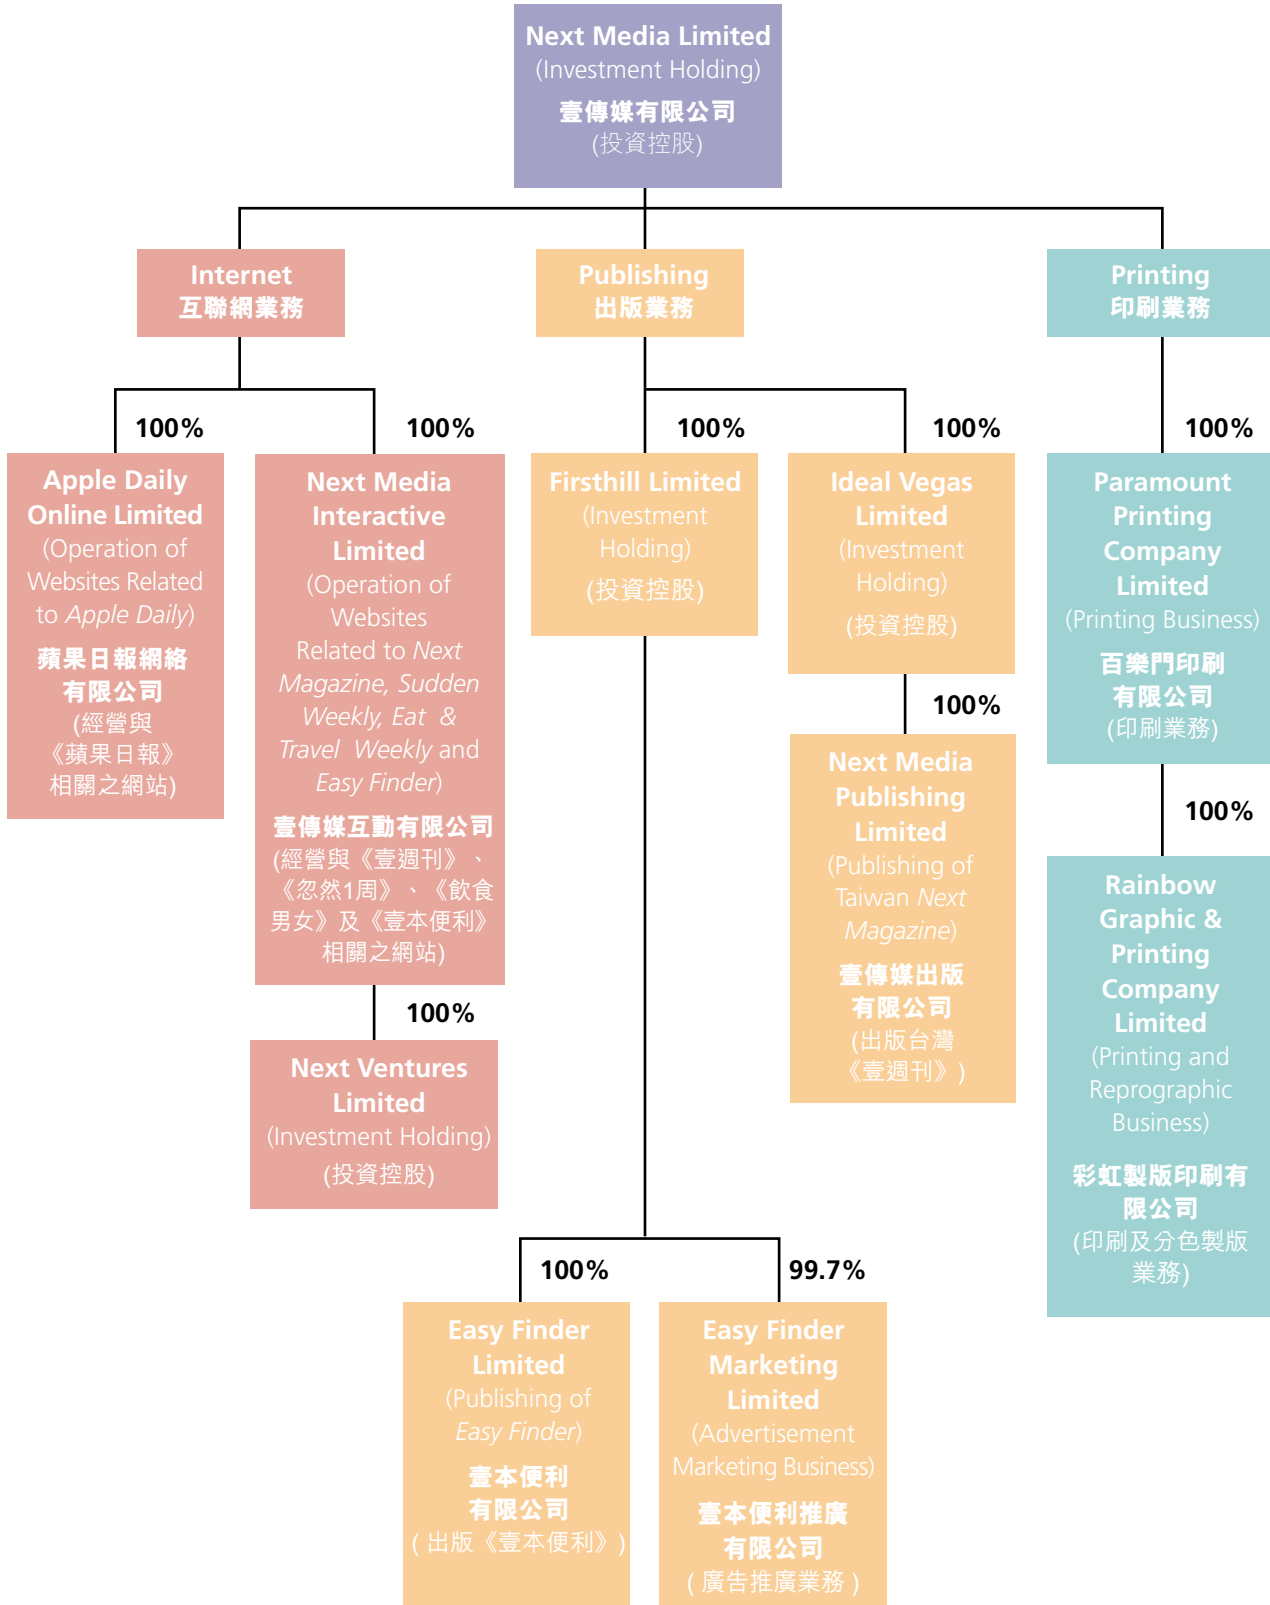 Next Media Limited
(Investment Holding)
壹傳媒有限公司
(投資控股)
Internet
互聯網業務
Publishing
出版業務
Printing
印刷業務
100%
100%
100%
100%
100%
Apple Daily
Online Limited
(Operation of
Websites Related
to Apple Daily)
蘋果日報網絡
有限公司
(經營與
《蘋果日報》
相關之網站)
Next Media
Interactive
Limited
(Operation of
Websites
Related to Next
Magazine, Sudden
Weekly, Eat &
Travel Weekly and
Easy Finder)
壹傳媒互動有限公司
(經營與《壹週刊》、
《忽然1周》、《飲食
男女》及《壹本便利》
相關之網站)
Firsthill Limited
(Investment
Holding)
(投資控股)
Ideal Vegas
Limited
(Investment
Holding)
(投資控股)
Paramount
Printing
Company
Limited
(Printing Business)
百樂門印刷
有限公司
(印刷業務)
100%
Next Media
Publishing
Limited
(Publishing of
Taiwan Next
Magazine)
壹傳媒出版
有限公司
(出版台灣
《壹週刊》)
100%
Rainbow
Graphic &
Printing
Company
Limited
(Printing and
Reprographic
Business)
彩虹製版印刷有
限公司
(印刷及分色製版
業務)
100%
Next Ventures
Limited
(Investment Holding)
(投資控股)
100%
99.7%
Easy Finder
Limited
(Publishing of
Easy Finder)
壹本便利
有限公司
( 出版《壹本便利》)
Easy Finder
Marketing
Limited
(Advertisement
Marketing Business)
壹本便利推廣
有限公司
( 廣告推廣業務 )